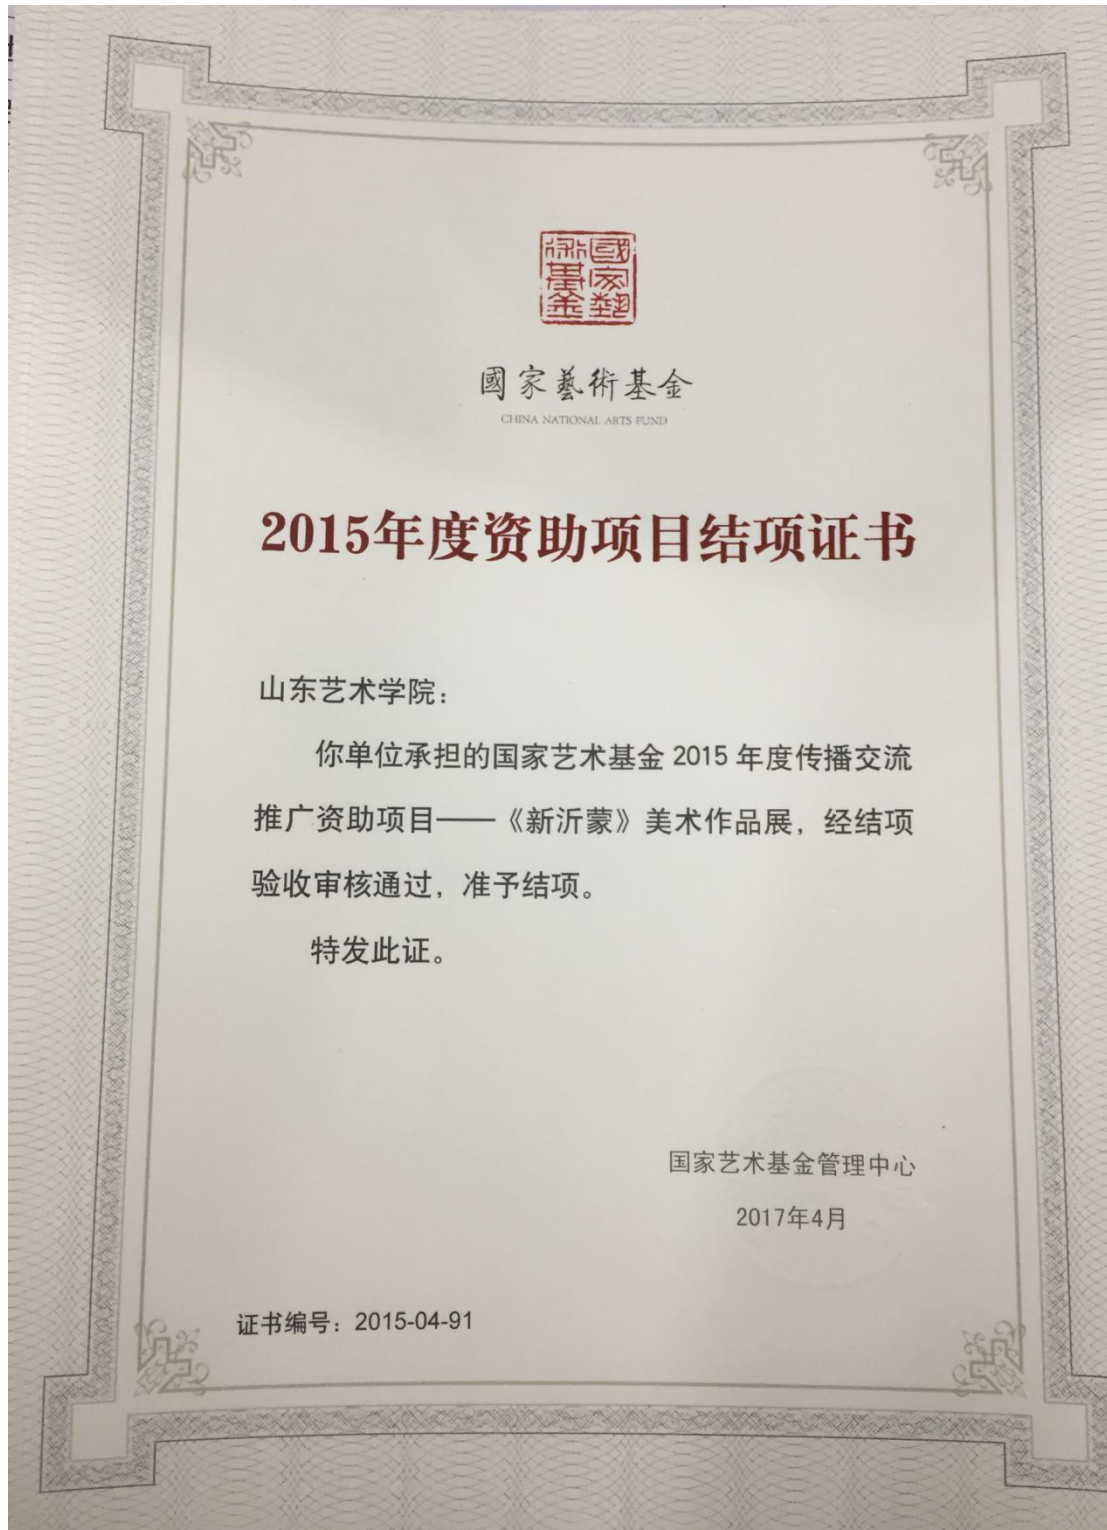 國家藝術基金
國家藝術基金
CHINA NATIONAL ARTS FUND
2015年度资助项目结项证书
山东艺术学院：
你单位承担的国家艺术基金 2015 年度传播交流
推广资助项目——《新沂蒙》美术作品展，经结项
验收审核通过，准予结项。
特发此证。
国家艺术基金管理中心
2017年4月
证书编号：2015-04-91